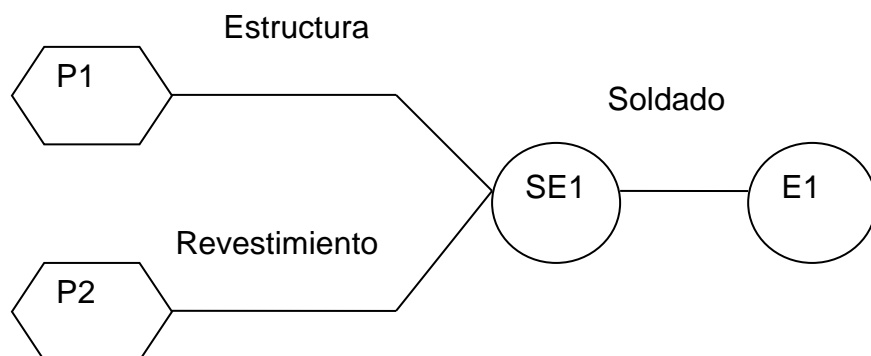 Estructura
P1
Soldado
SE1
E1
Revestimiento
P2